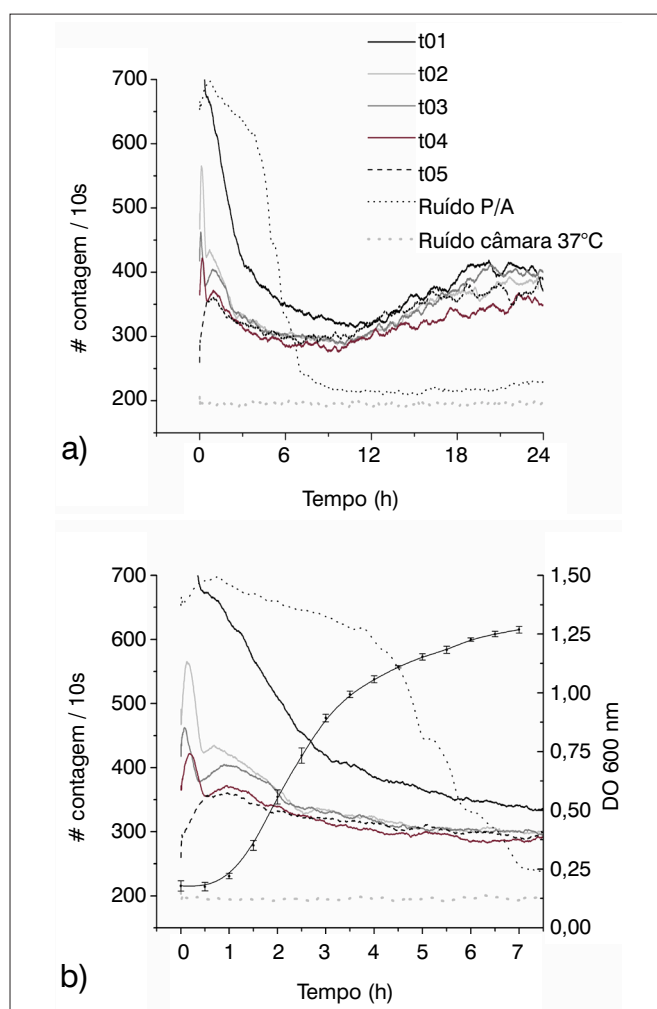 t01
t02
t03
t04
t05
Ruído P/A
Ruído câmara 37°C
700
600
500
400
300
200
# contagem / 10s
0 6 12 18 24
Tempo (h)
a)
700
600
500
400
300
200
# contagem / 10s
1,50
1,25
1,00
0,75
0,50
0,25
0,00
DO 600 nm
0 1 2 3 4 5 6 7
Tempo (h)
b)